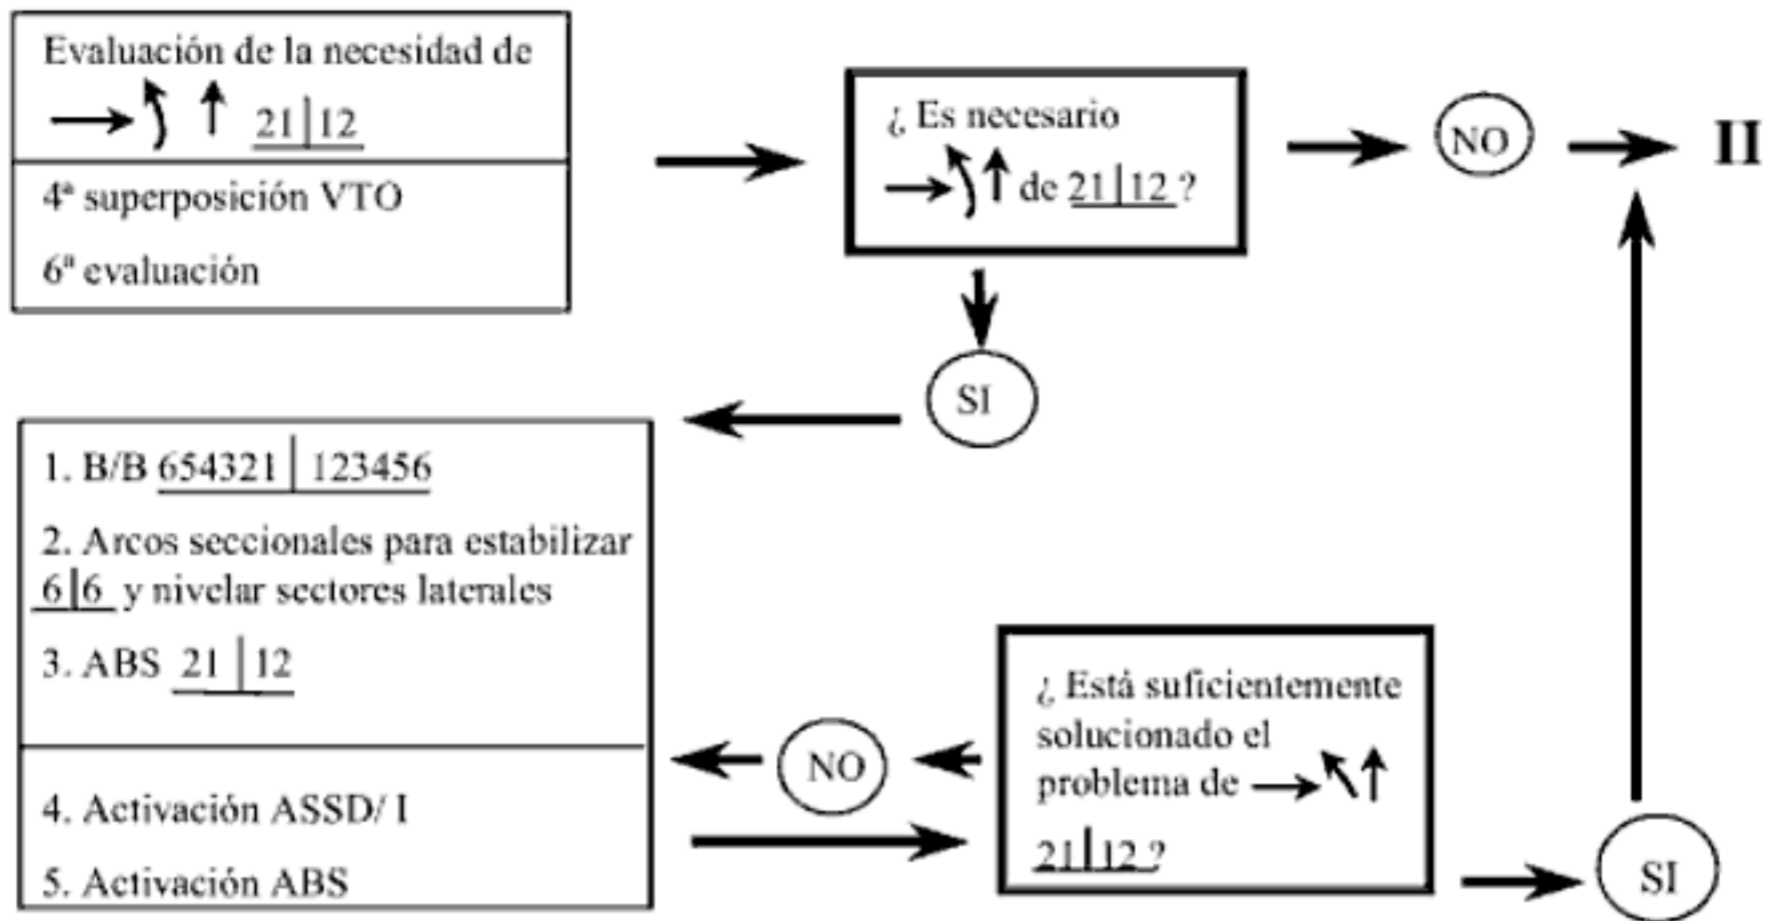 Evaluación de la necesidad de
21|12
4ª superposición VTO
6ª evaluación
¿ Es necesario
de 21|12 ?
NO
II
SI
1. B/B 654321|123456
2. Arcos seccionales para estabilizar
6|6 y nivelar sectores laterales
3. ABS 21|12
4. Activación ASSD/ I
5. Activación ABS
NO
¿ Está suficientemente
solucionado el
problema de
21|12 ?
SI